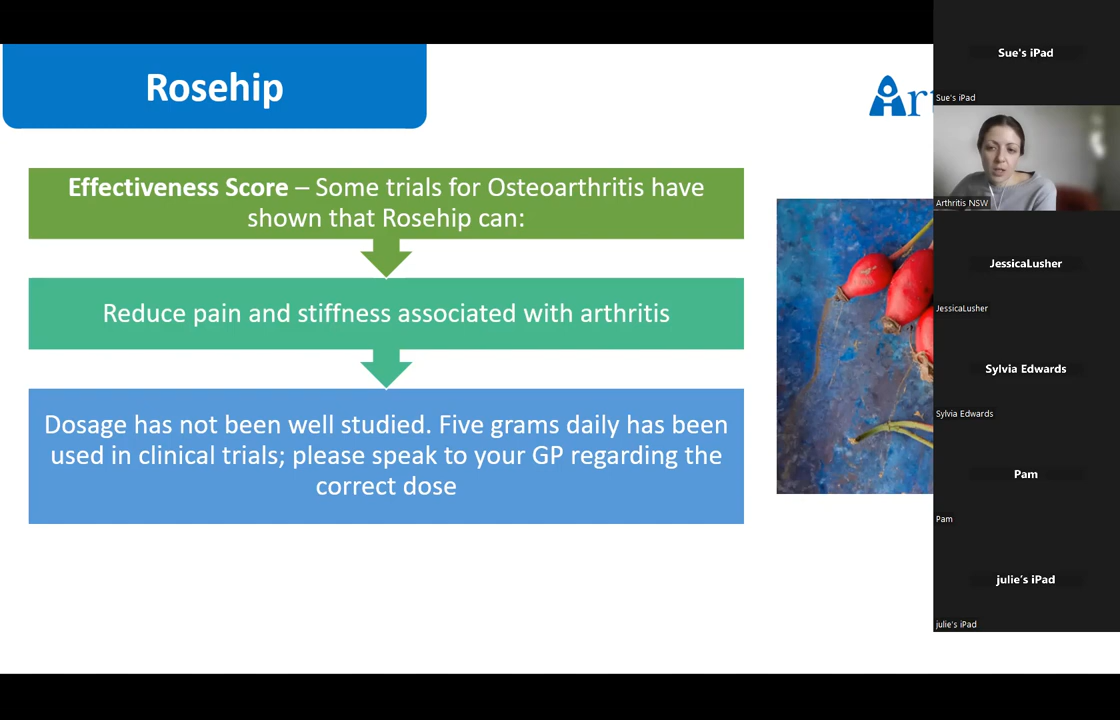 Rosehip
Effectiveness Score – Some trials for Osteoarthritis have
shown that Rosehip can:
Reduce pain and stiffness associated with arthritis
Dosage has not been well studied. Five grams daily has been
used in clinical trials; please speak to your GP regarding the
correct dose
Art
Sue's iPad
Sue's iPad
Arthritis NSW
JessicaLusher
JessicaLusher
Sylvia Edwards
Sylvia Edwards
Pam
Pam
julie's iPad
julie's iPad